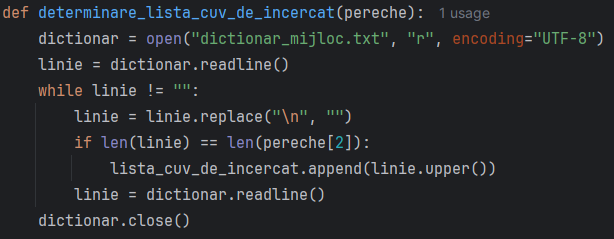 def determinare_lista_cuv_de_incercat(pereche): 1 usage
    dictionar = open("dictionar_mijloc.txt", "r", encoding="UTF-8")
    linie = dictionar.readline()
    while linie != "":
        linie = linie.replace("\n", "")
        if len(linie) == len(pereche[2]):
            lista_cuv_de_incercat.append(linie.upper())
        linie = dictionar.readline()
    dictionar.close()